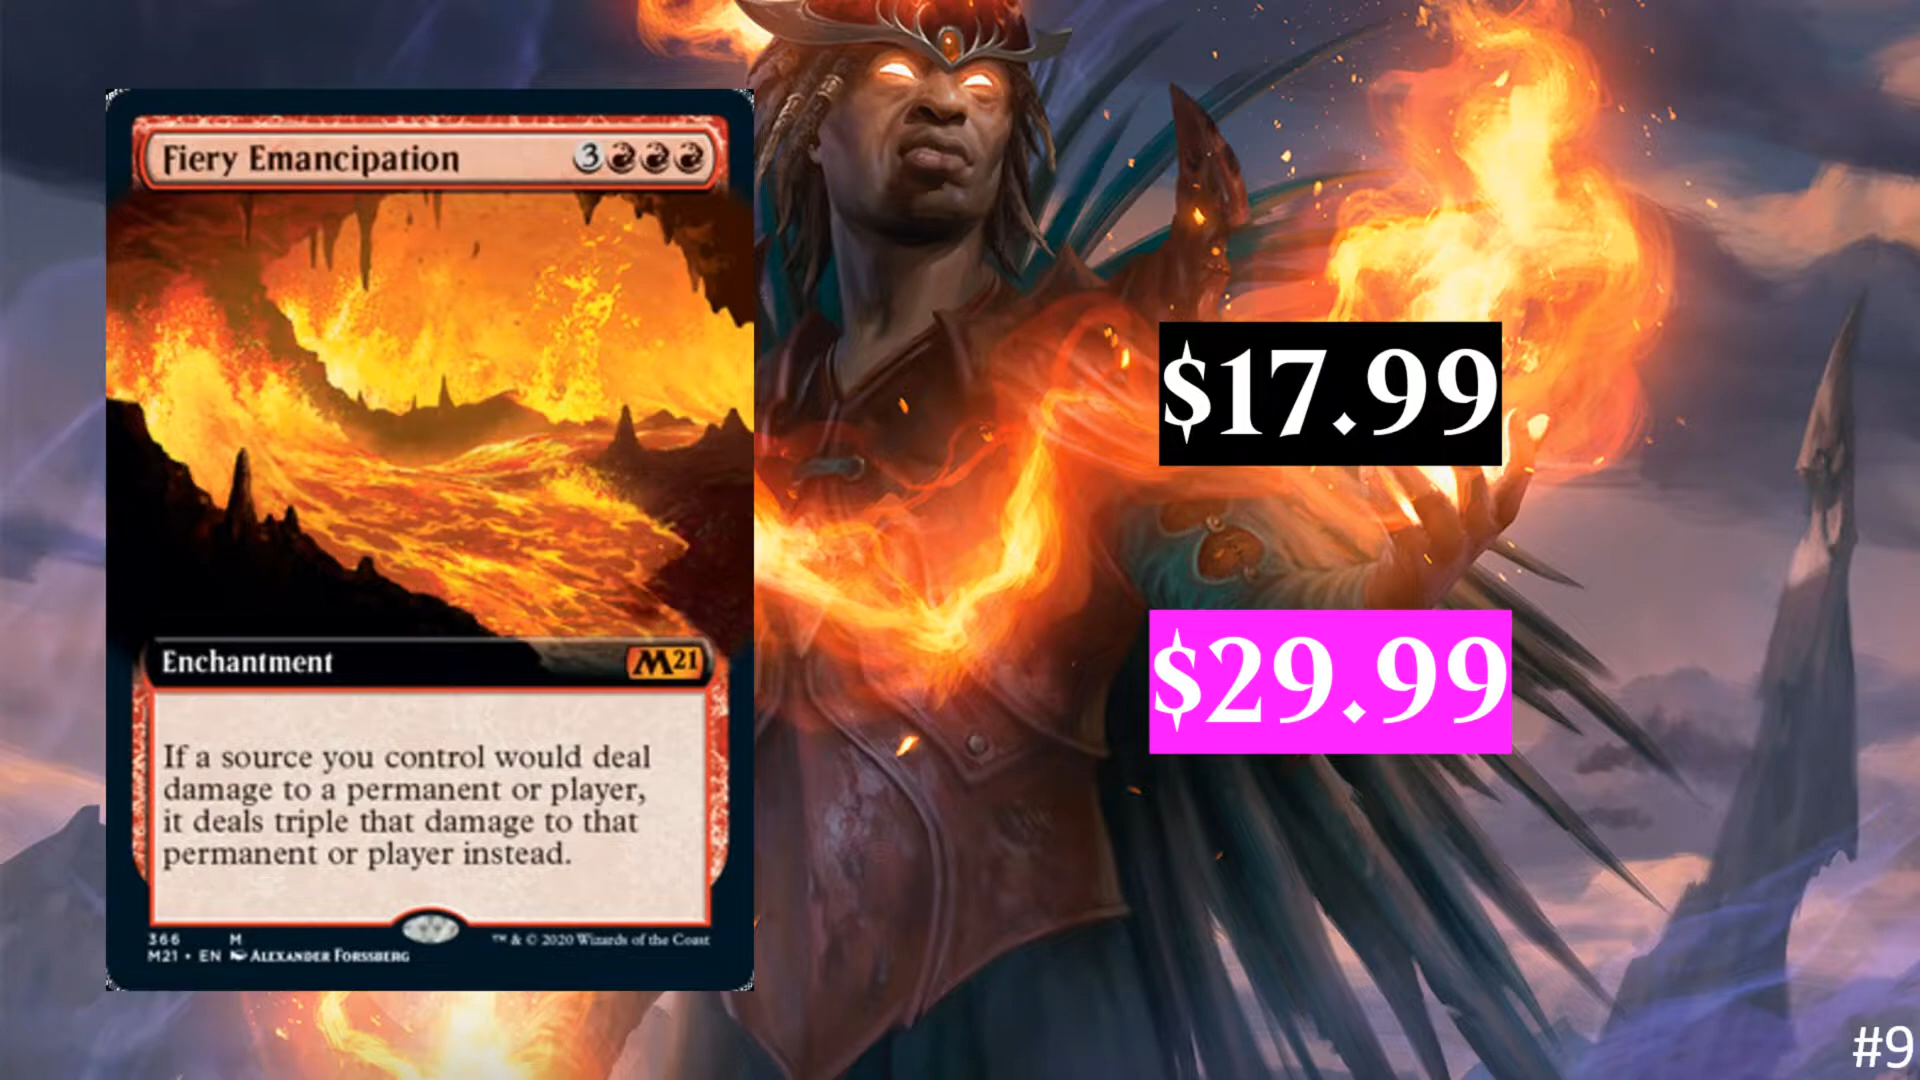 Fiery Emancipation
3
Enchantment
M21
If a source you control would deal
damage to a permanent or player,
it deals triple that damage to that
permanent or player instead.
366 M
M21 • EN ALEXANDER FORSSBERG
™ & © 2020 Wizards of the Coast
$17.99
$29.99
#9